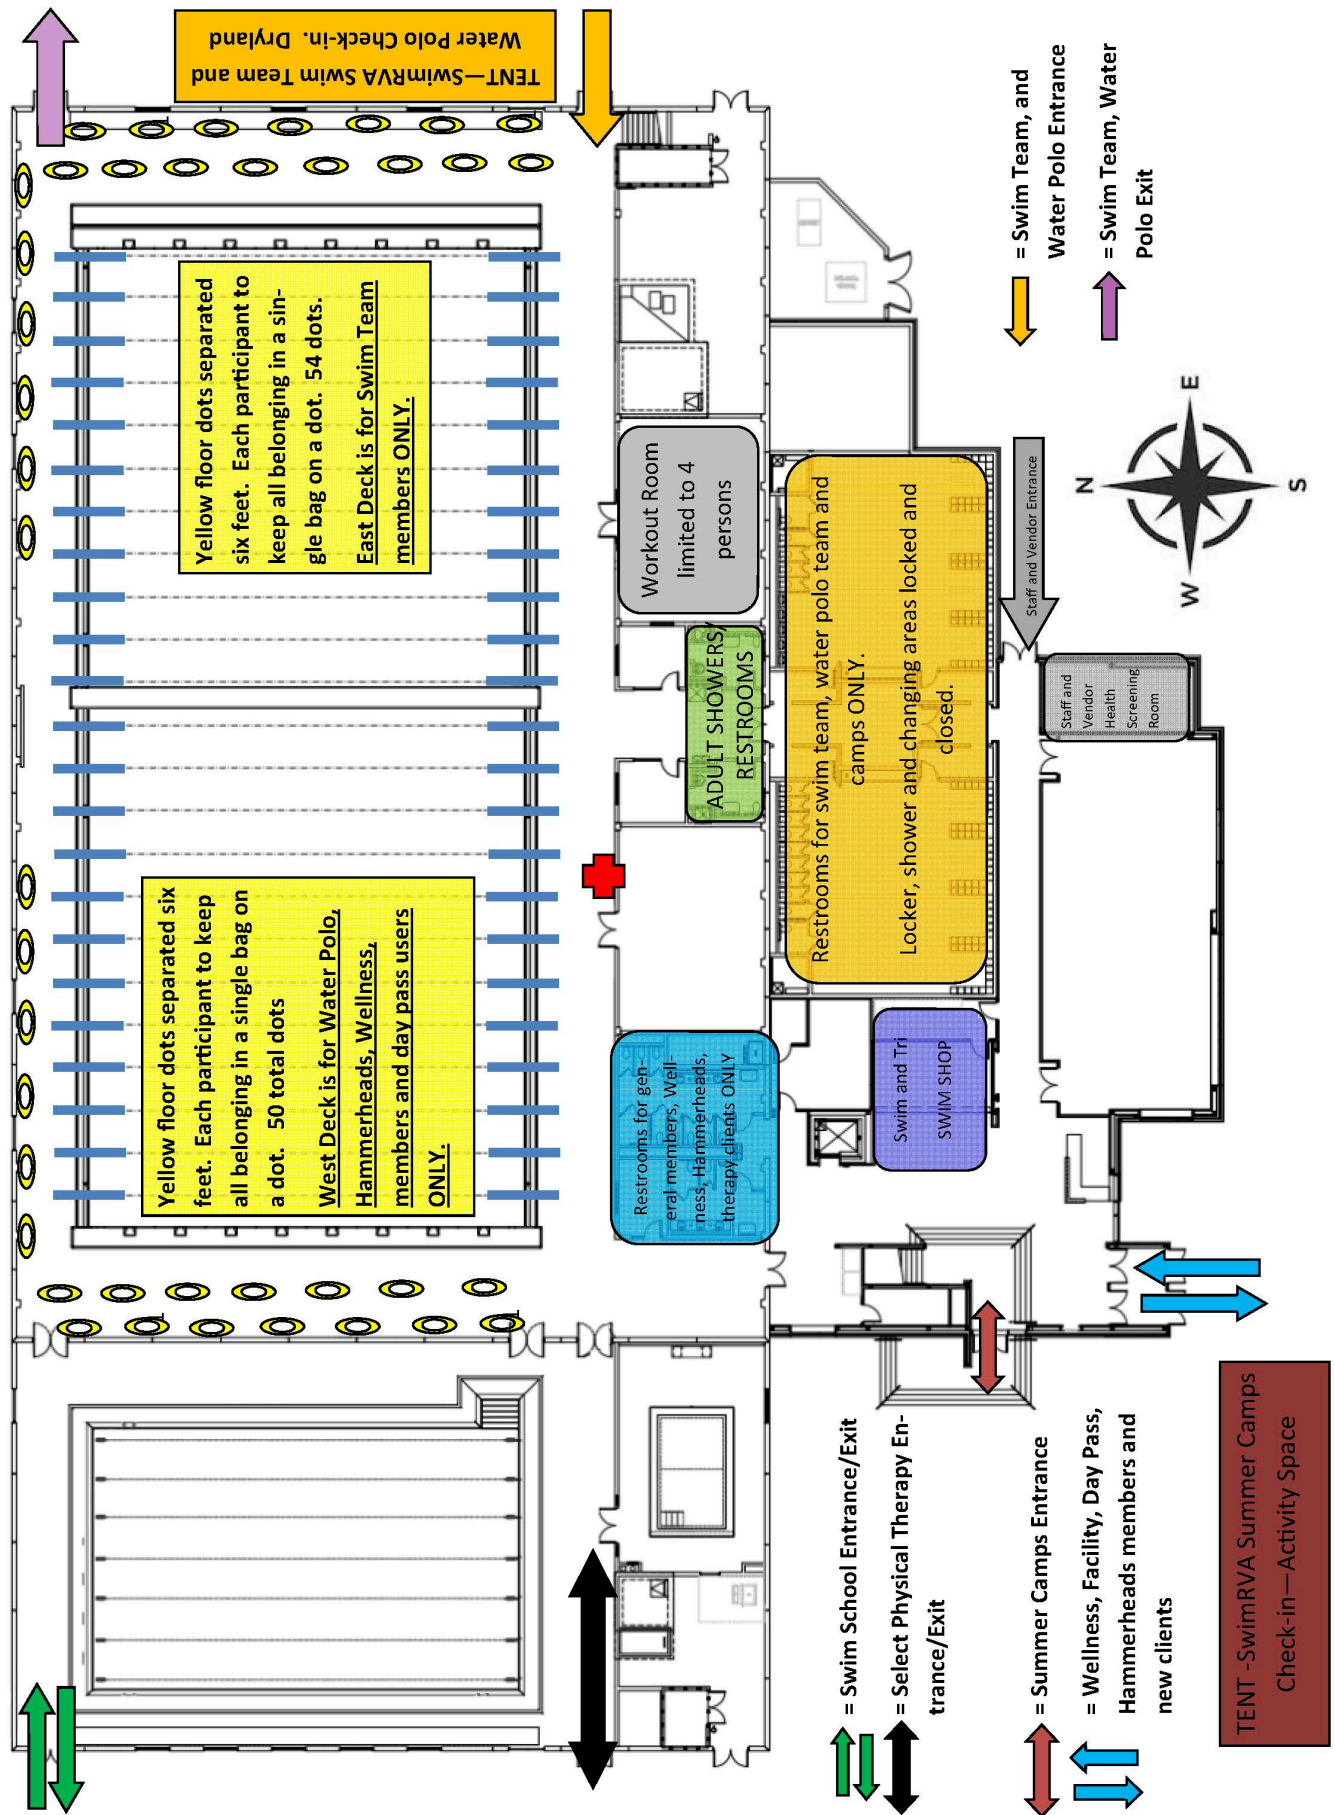 TENT—SwimRVA Swim Team and
Water Polo Check-in.  Dryland
Yellow floor dots separated six
feet. Each participant to keep
all belonging in a single bag on
a dot.  50 total dots
West Deck is for Water Polo,
Hammerheads, Wellness,
members and day pass users
ONLY.
Yellow floor dots separated
six feet. Each participant to
keep all belonging in a sin-
gle bag on a dot.  54 dots.
East Deck is for Swim Team
members ONLY.
Restrooms for gen-
eral members, Well-
ness, Hammerheads,
therapy clients ONLY
ADULT SHOWERS/
RESTROOMS
Workout Room
limited to 4
persons
Restrooms for swim team, water polo team and
camps ONLY.
Locker, shower and changing areas locked and
closed.
Swim and Tri
SWIM SHOP
Staff and
Vendor
Health
Screening
Room
Staff and Vendor Entrance
= Swim School Entrance/Exit
= Select Physical Therapy En-
trance/Exit
= Summer Camps Entrance
= Wellness, Facility, Day Pass,
Hammerheads members and
new clients
TENT -SwimRVA Summer Camps
Check-in—Activity Space
N
W
E
S
= Swim Team, and
Water Polo Entrance
= Swim Team, Water
Polo Exit